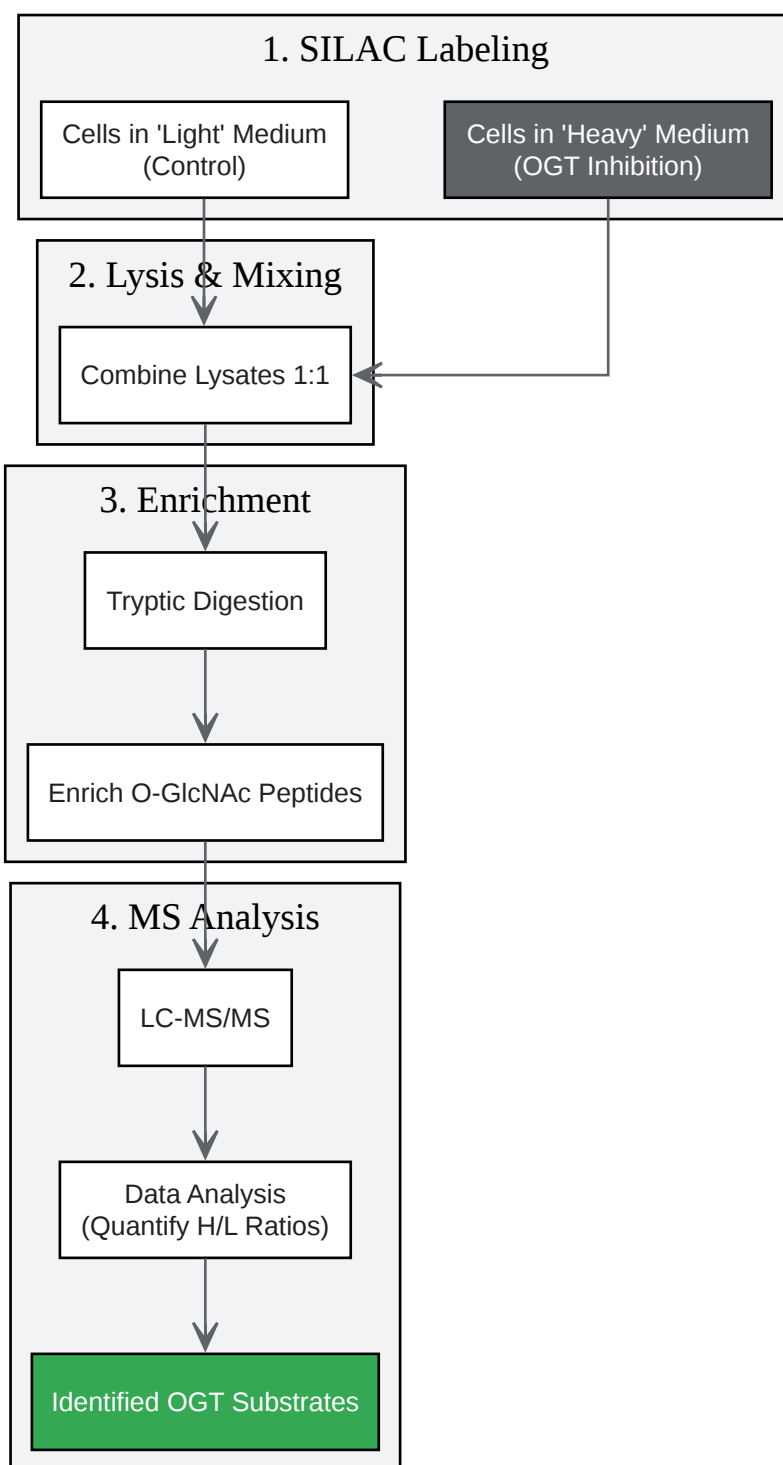 1. SILAC Labeling
Cells in 'Light' Medium
(Control)
Cells in 'Heavy' Medium
(OGT Inhibition)
2. Lysis & Mixing
Combine Lysates 1:1
3. Enrichment
Tryptic Digestion
Enrich O-GlcNAc Peptides
4. MS Analysis
LC-MS/MS
Data Analysis
(Quantify H/L Ratios)
Identified OGT Substrates